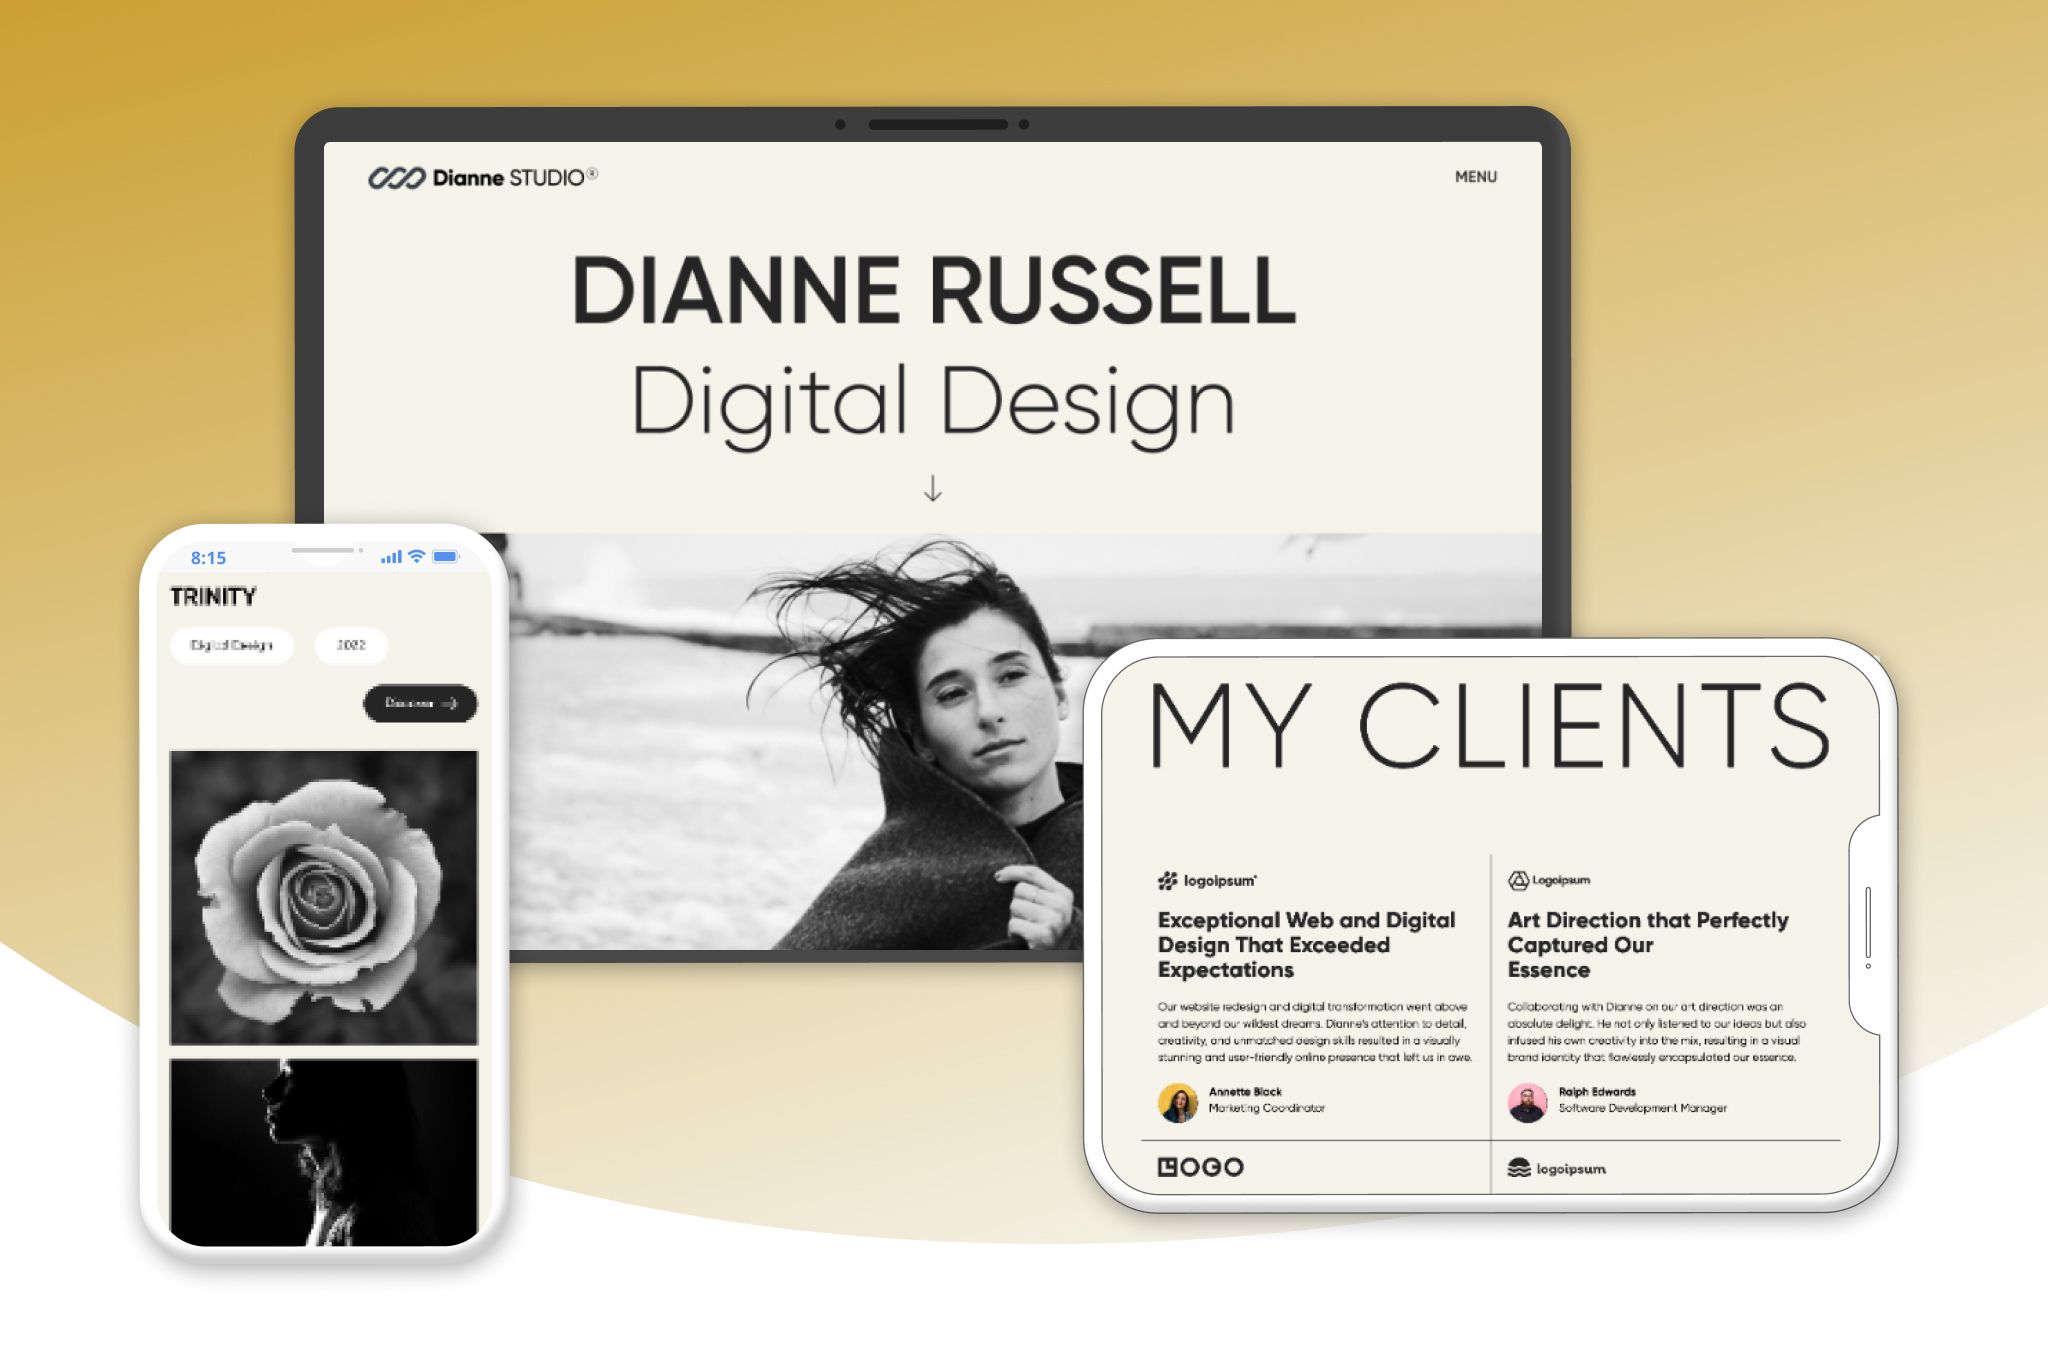 Dianne STUDIO®
MENU
DIANNE RUSSELL
Digital Design
8:15
TRINITY
Digital Design
2022
Discover
MY CLIENTS
logoipsum®
Exceptional Web and Digital
Design That Exceeded
Expectations
Our website redesign and digital transformation went above
and beyond our wildest dreams. Dianne's attention to detail,
creativity, and unmatched design skills resulted in a visually
stunning and user-friendly online presence that left us in awe.
Annette Black
Marketing Coordinator
Logoipsum
Art Direction that Perfectly
Captured Our
Essence
Collaborating with Dianne on our art direction was an
absolute delight. He not only listened to our ideas but also
infused his own creativity into the mix, resulting in a visual
brand identity that flawlessly encapsulated our essence.
Ralph Edwards
Software Development Manager
LOGO
logoipsum